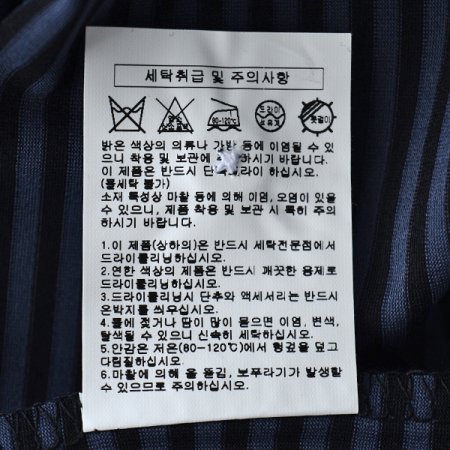 세탁취급 및 주의사항
80-120℃
드라이
옷걸이
밝은 색상의 의류나 가방 등에 이염될 수 있
으니 착용 및 보관에 하시기 바랍니다.
이 제품은 반드시 단독드라이 하십시오.
(물세탁 불가)
소재 특성상 마찰 등에 의해 이염, 오염이 있을
수 있으니, 제품 착용 및 보관 시 특히 주의
하시기 바랍니다.
1.이 제품(상하의)은 반드시 세탁전문점에서
드라이클리닝하십시오.
2.연한 색상의 제품은 반드시 깨끗한 용제로
드라이클리닝하십시오.
3.드라이클리닝시 단추와 액세서리는 반드시
은박지를 씌우십시오.
4.물에 젖거나 땀이 많이 묻으면 이염, 변색,
탈색될 수 있으니 신속히 세탁하십시오.
5.안감은 저온(80-120℃)에서 헝겊을 덮그
다림질하십시오.
6.마찰에 의해 올 뜯김, 보푸라기가 발생할
수 있으므로 주의하십시오.